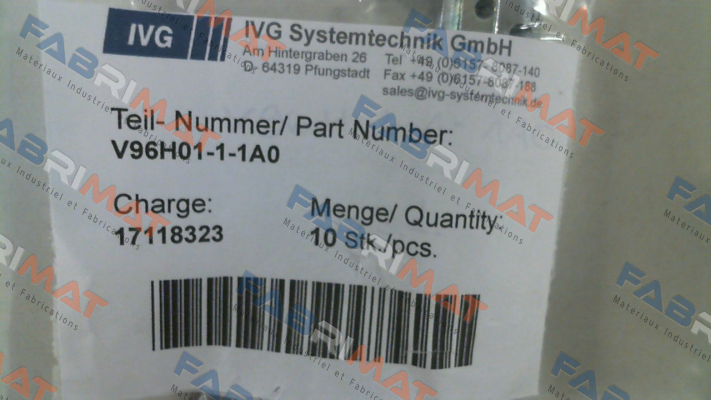 IVG
IVG Systemtechnik GmbH
Am Hintergraben 26
D- 64319 Pfungstadt
Tel +49 (0)6157- 8087-140
Fax +49 (0)6157-8087-188
sales@ivg-systemtechnik.de
Teil- Nummer/ Part Number:
V96H01-1-1A0
Charge:
17118323
Menge/ Quantity:
10 Stk./pcs.
FABRIMAT
Materiaux Industriel et Fabrications